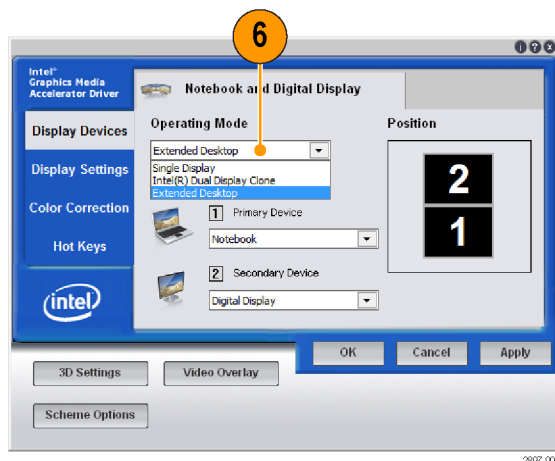 6
Intel®
Graphics Media
Accelerator Driver
Notebook and Digital Display
Display Devices
Display Settings
Color Correction
Hot Keys
intel
Operating Mode
Position
Extended Desktop
Single Display
Intel(R) Dual Display Clone
Extended Desktop
1 Primary Device
Notebook
2 Secondary Device
Digital Display
2
1
OK Cancel Apply
3D Settings Video Overlay
Scheme Options